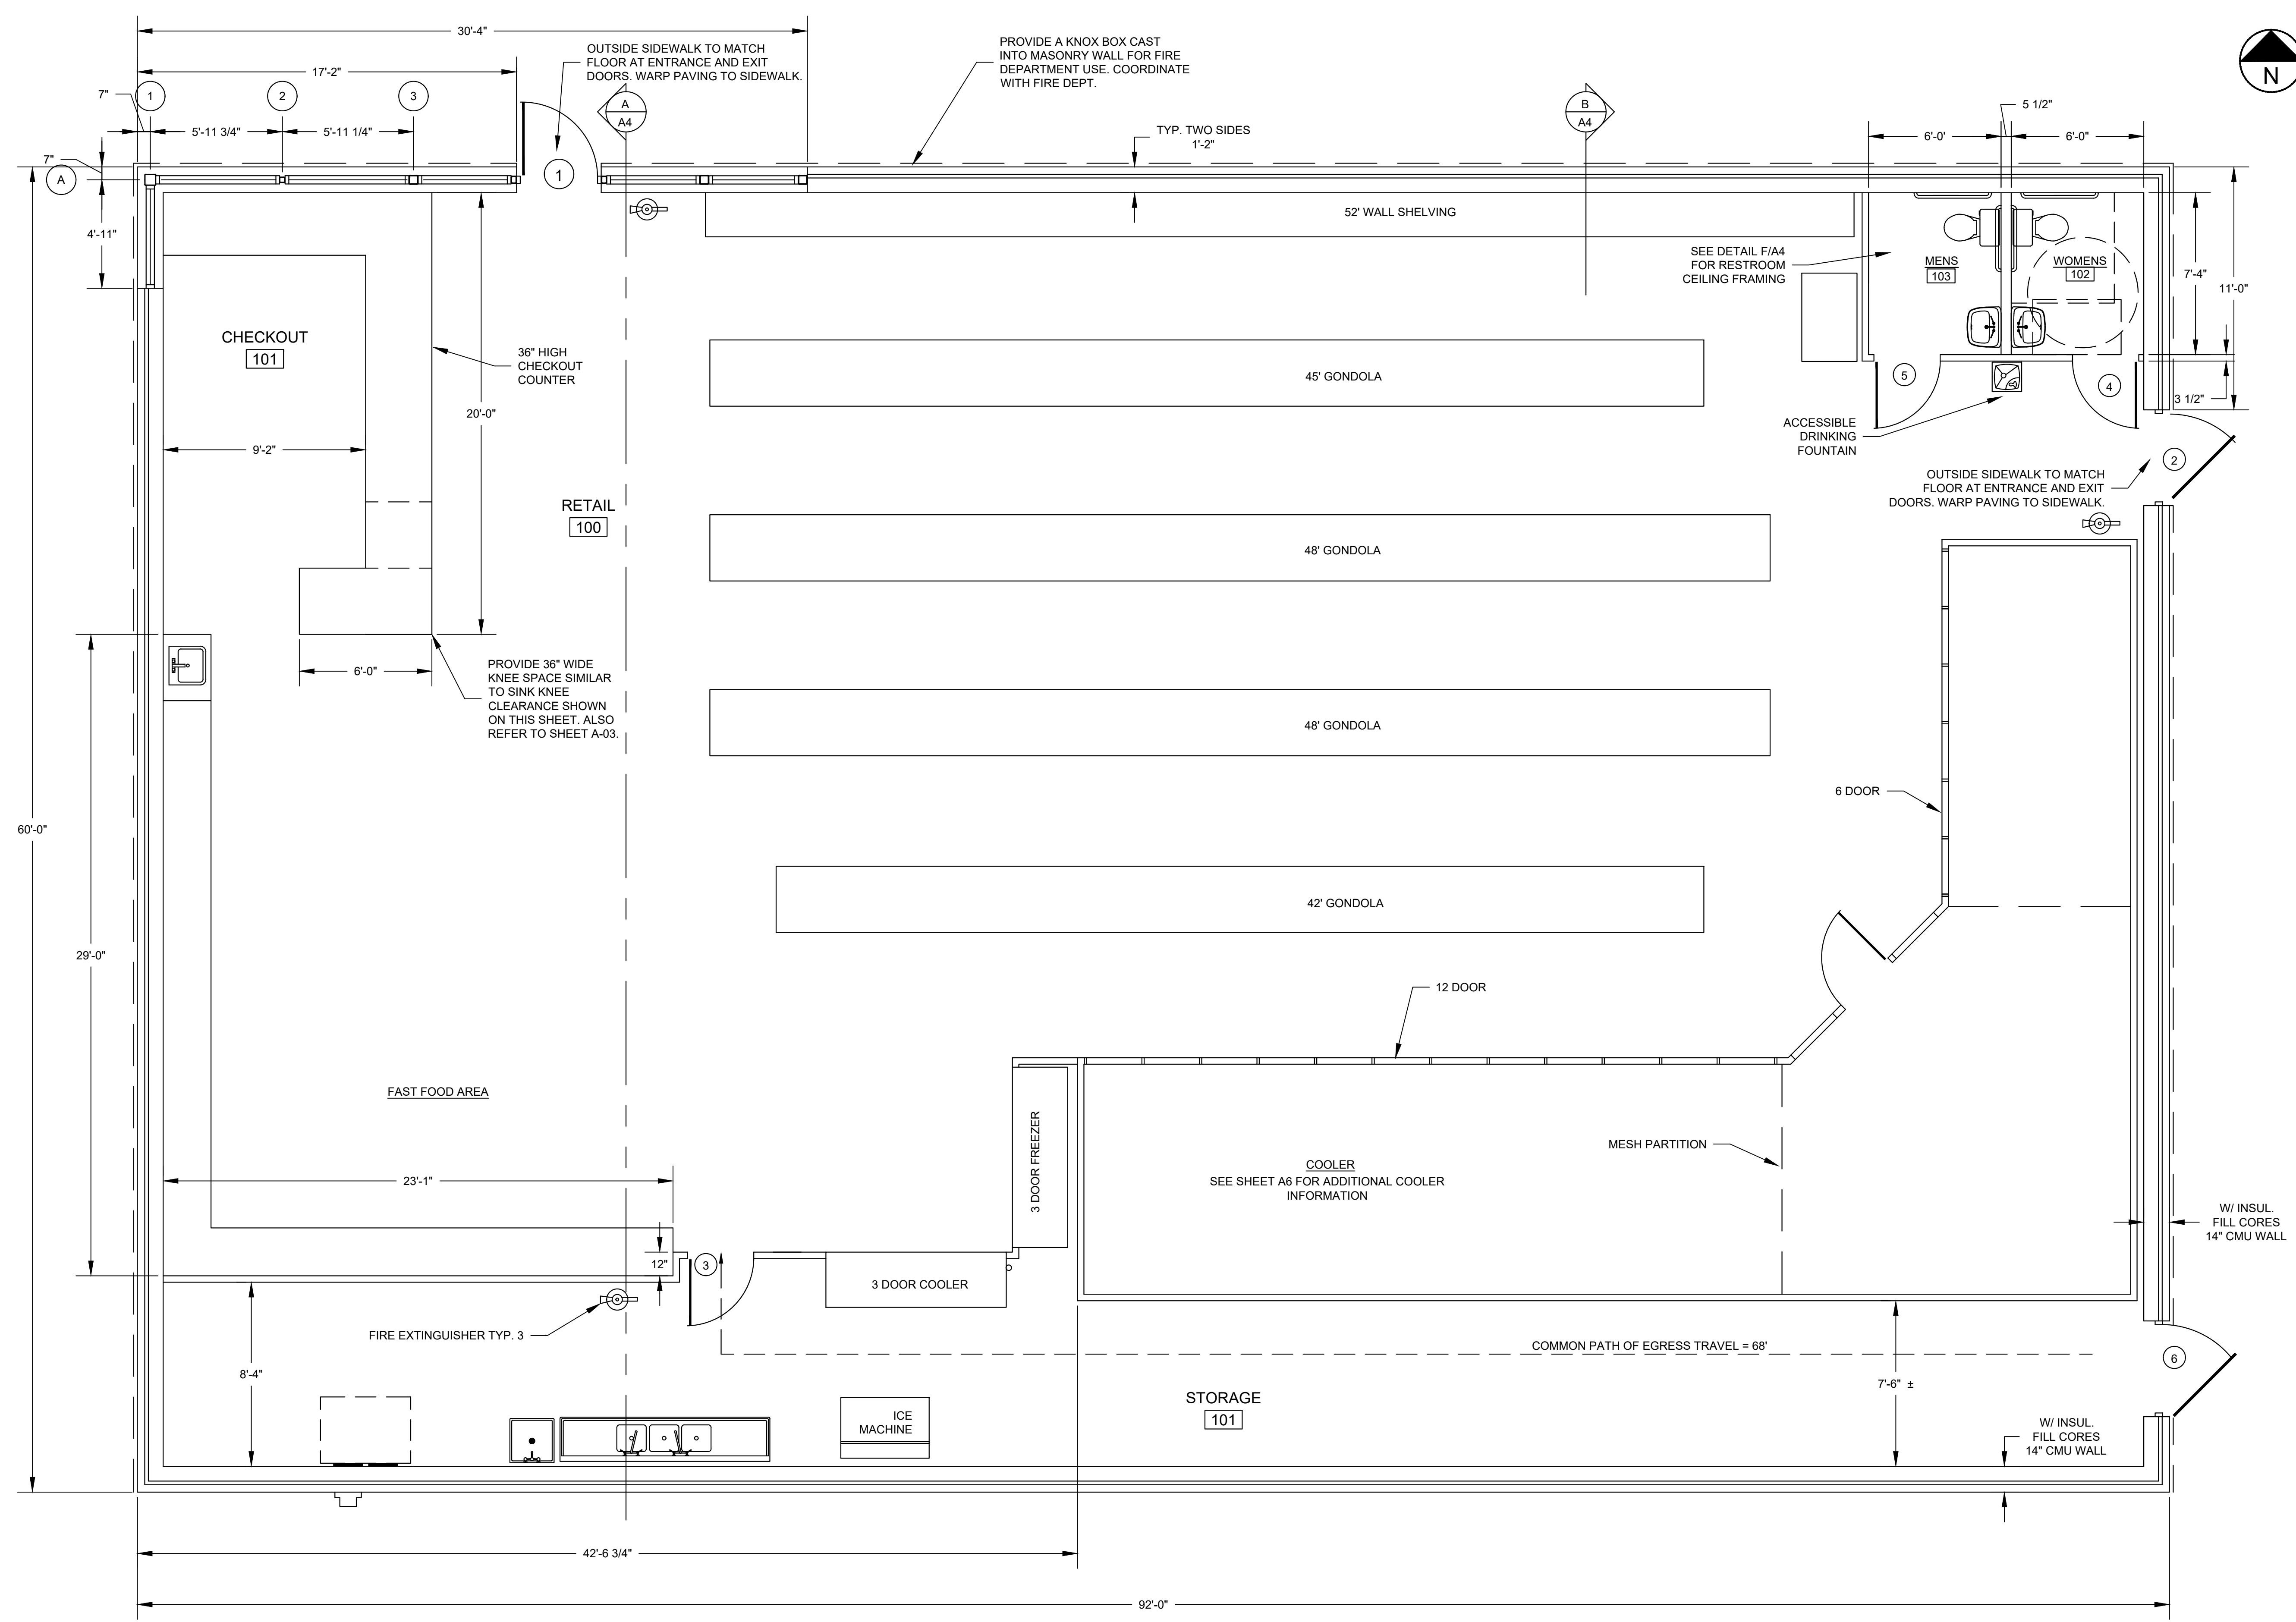 30'-4"
17'-2"
OUTSIDE SIDEWALK TO MATCH
FLOOR AT ENTRANCE AND EXIT
DOORS. WARP PAVING TO SIDEWALK.
PROVIDE A KNOX BOX CAST
INTO MASONRY WALL FOR FIRE
DEPARTMENT USE. COORDINATE
WITH FIRE DEPT.
N
7"
1
2
3
A
A4
B
A4
5 1/2"
5'-11 3/4"
5'-11 1/4"
TYP. TWO SIDES
1'-2"
6'-0'
6'-0"
7"
A
1
4'-11"
52' WALL SHELVING
SEE DETAIL F/A4
FOR RESTROOM
CEILING FRAMING
MENS
103
WOMENS
102
7'-4"
11'-0"
CHECKOUT
101
36" HIGH
CHECKOUT
COUNTER
45' GONDOLA
5
4
3 1/2"
20'-0"
9'-2"
ACCESSIBLE
DRINKING
FOUNTAIN
2
OUTSIDE SIDEWALK TO MATCH
FLOOR AT ENTRANCE AND EXIT
DOORS. WARP PAVING TO SIDEWALK.
RETAIL
100
48' GONDOLA
6'-0"
PROVIDE 36" WIDE
KNEE SPACE SIMILAR
TO SINK KNEE
CLEARANCE SHOWN
ON THIS SHEET. ALSO
REFER TO SHEET A-03.
48' GONDOLA
6 DOOR
60'-0"
42' GONDOLA
29'-0"
12 DOOR
FAST FOOD AREA
3 DOOR FREEZER
MESH PARTITION
COOLER
SEE SHEET A6 FOR ADDITIONAL COOLER
INFORMATION
23'-1"
W/ INSUL.
FILL CORES
14" CMU WALL
12"
3
3 DOOR COOLER
FIRE EXTINGUISHER TYP. 3
COMMON PATH OF EGRESS TRAVEL = 68'
6
8'-4"
7'-6" ±
STORAGE
101
ICE
MACHINE
W/ INSUL.
FILL CORES
14" CMU WALL
42'-6 3/4"
92'-0"